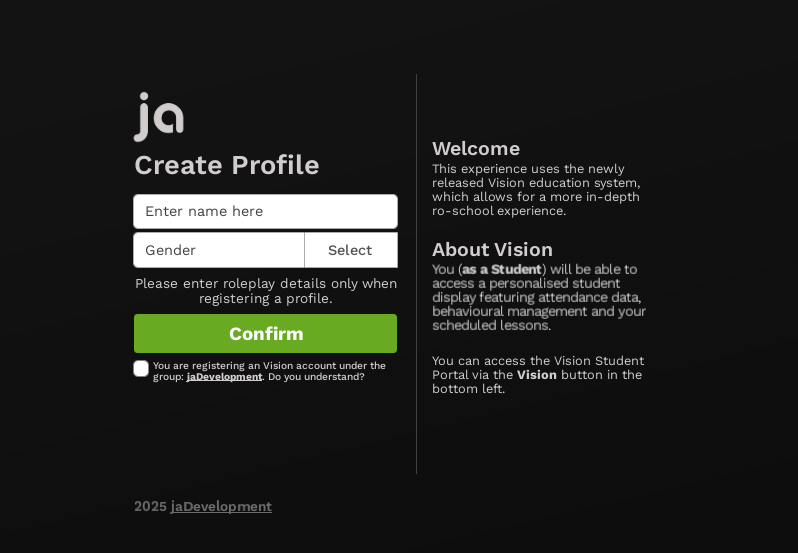 ja
Create Profile
Enter name here
Gender
Select
Please enter roleplay details only when
registering a profile.
Confirm
You are registering an Vision account under the
group: jaDevelopment. Do you understand?
Welcome
This experience uses the newly
released Vision education system,
which allows for a more in-depth
ro-school experience.
About Vision
You (as a Student) will be able to
access a personalised student
display featuring attendance data,
behavioural management and your
scheduled lessons.
You can access the Vision Student
Portal via the Vision button in the
bottom left.
2025 jaDevelopment